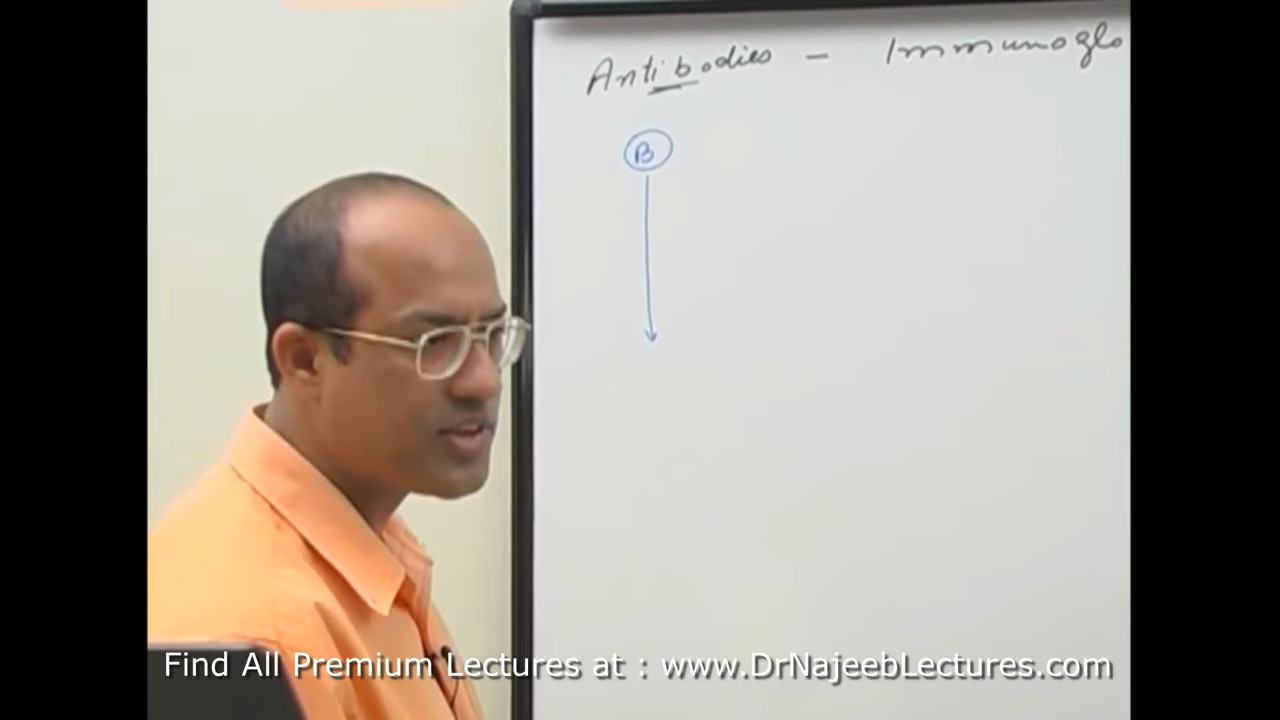 Antibodies - Immunoglo
B
Find All Premium Lectures at : www.DrNajeebLectures.com